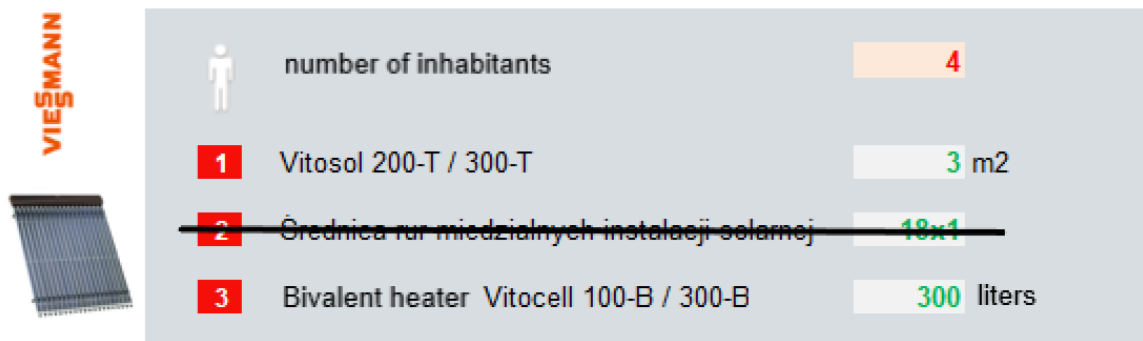 VIESSMANN
number of inhabitants 4
1 Vitosol 200-T / 300-T 3 m2
2 Średnica rur miedzialnych instalacji solarnej 18x1
3 Bivalent heater Vitocell 100-B / 300-B 300 liters